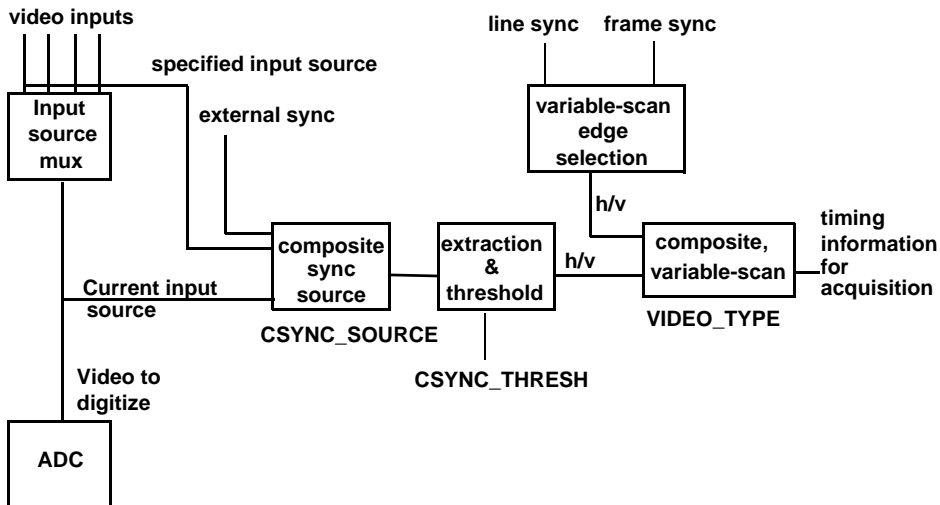 video inputs
line sync
frame sync
specified input source
external sync
Input
source
mux
variable-scan
edge
selection
h/v
composite
sync
source
extraction
&
threshold
h/v
composite,
variable-scan
timing
information
for
acquisition
Current input
source
CSYNC_SOURCE
VIDEO_TYPE
CSYNC_THRESH
Video to
digitize
ADC